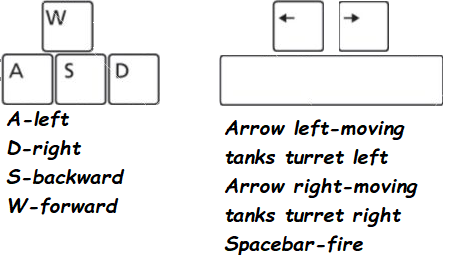 W
A S D
A-left
D-right
S-backward
W-forward
← →
Arrow left-moving
tanks turret left
Arrow right-moving
tanks turret right
Spacebar-fire